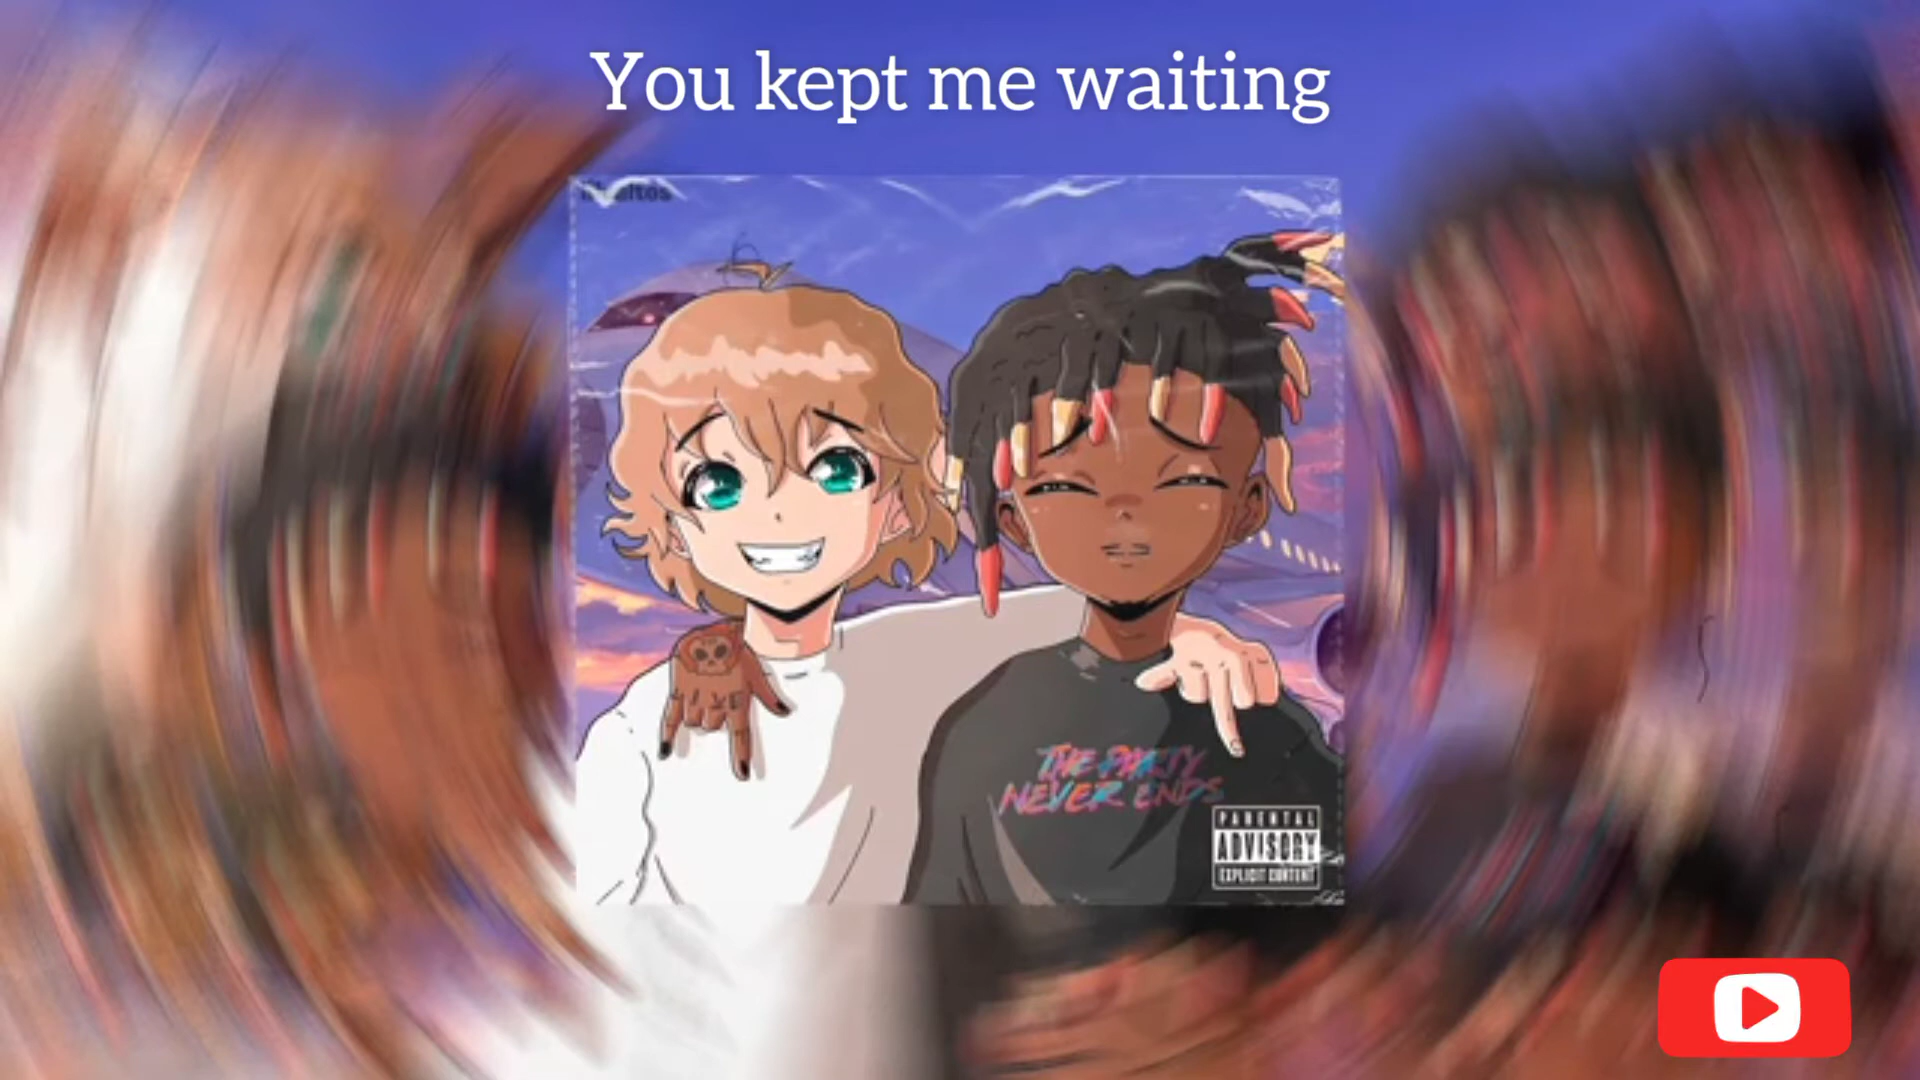 You kept me waiting
THE PARTY
NEVER ENDS
PARENTAL
ADVISORY
EXPLICIT CONTENT